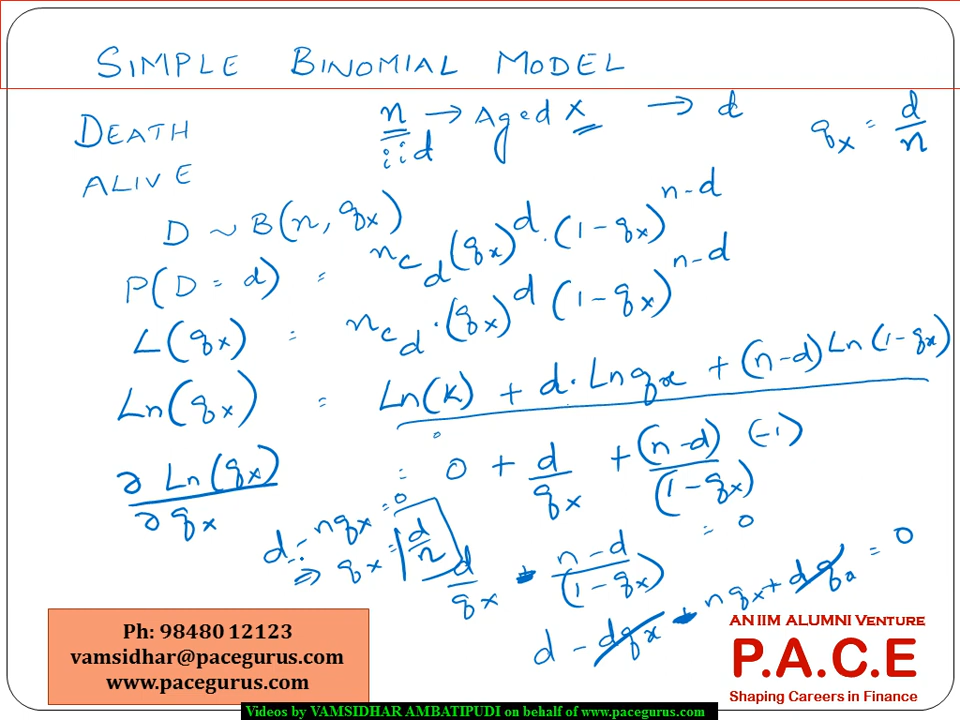 SIMPLE BINOMIAL MODEL
DEATH
ALIVE
n → Aged x → d
iid
qx = d/n
D ~ B(n, qx)
P(D = d) = nCd (qx)^d · (1 - qx)^(n-d)
L(qx) = nCd · (qx)^d (1 - qx)^(n-d)
Ln(qx) = Ln(K) + d · Ln qx + (n-d) Ln(1 - qx)
∂ Ln(qx) / ∂ qx = 0 + d/qx + (n-d)/(1 - qx) (-1)
= 0
d/qx - n-d/(1 - qx)
d - dqx - nqx + dqx = 0
d - nqx = 0
⇒ qx = d/n
Ph: 9848012123
vamsidhar@pacegurus.com
www.pacegurus.com
AN IIM ALUMNI VENTURE
P.A.C.E
Shaping Careers in Finance
Videos by VAMSIDHAR AMBATIPUDI on behalf of www.pacegurus.com